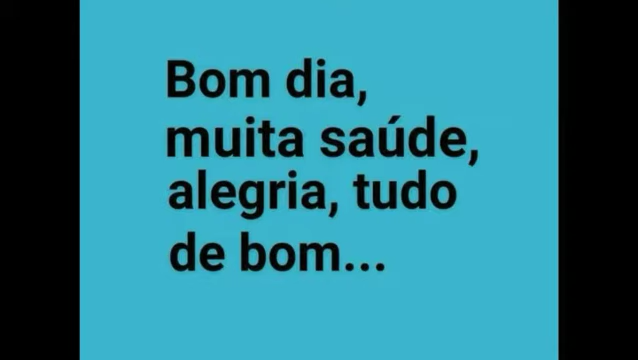 Bom dia,
muita saúde,
alegria, tudo
de bom...